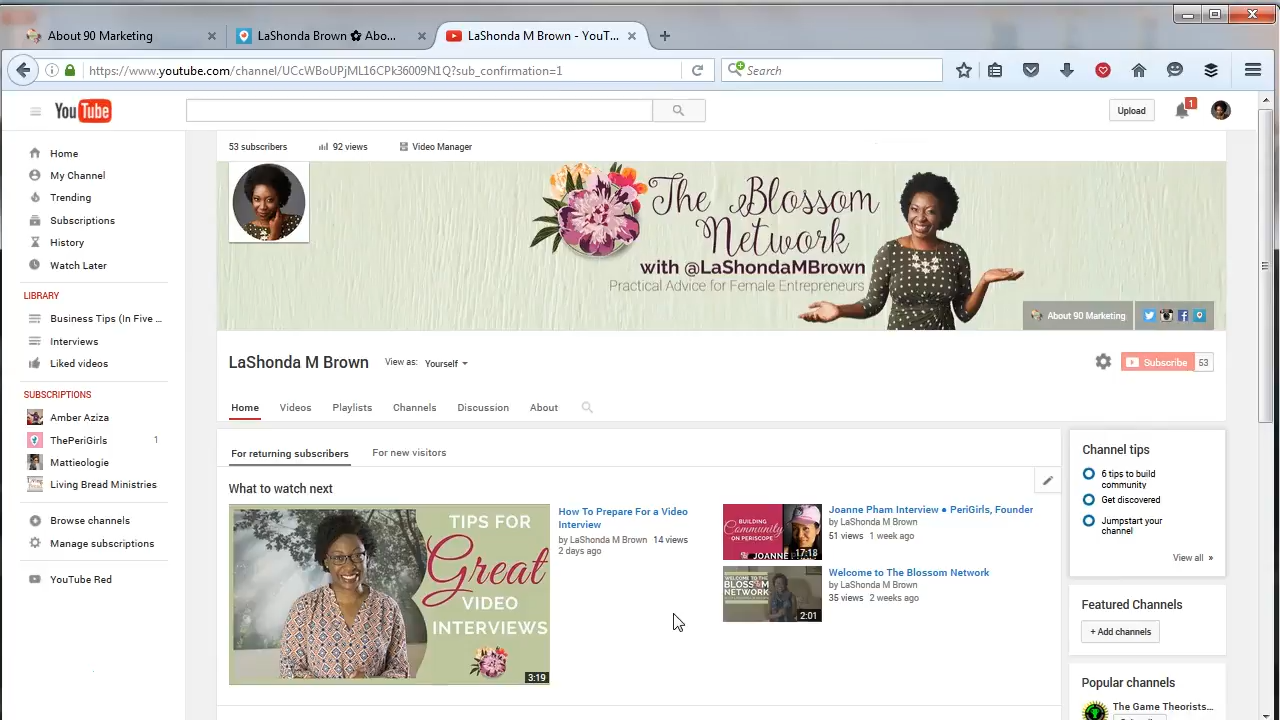 About 90 Marketing
LaShonda Brown ✿ Abo...
LaShonda M Brown - YouT...
https://www.youtube.com/channel/UCcWBoUPjML16CPk36009N1Q?sub_confirmation=1
Search
YouTube
Upload
1
Home
My Channel
Trending
Subscriptions
History
Watch Later
LIBRARY
Business Tips (In Five ...
Interviews
Liked videos
SUBSCRIPTIONS
Amber Aziza
ThePeriGirls 1
Mattieologie
Living Bread Ministries
Browse channels
Manage subscriptions
YouTube Red
53 subscribers
92 views
Video Manager
The Blossom
Network
with @LaShondaMBrown
Practical Advice for Female Entrepreneurs
About 90 Marketing
LaShonda M Brown
View as: Yourself
Subscribe 53
Home
Videos
Playlists
Channels
Discussion
About
For returning subscribers
For new visitors
What to watch next
TIPS FOR
Great
VIDEO
INTERVIEWS
3:19
How To Prepare For a Video
Interview
by LaShonda M Brown 14 views
2 days ago
BUILDING
Community
ON PERISCOPE
JOANNE
17:18
Joanne Pham Interview ● PeriGirls, Founder
by LaShonda M Brown
51 views 1 week ago
WELCOME TO THE
BLOSSOM
NETWORK
2:01
Welcome to The Blossom Network
by LaShonda M Brown
35 views 2 weeks ago
Channel tips
6 tips to build
community
Get discovered
Jumpstart your
channel
View all »
Featured Channels
+ Add channels
Popular channels
The Game Theorists...